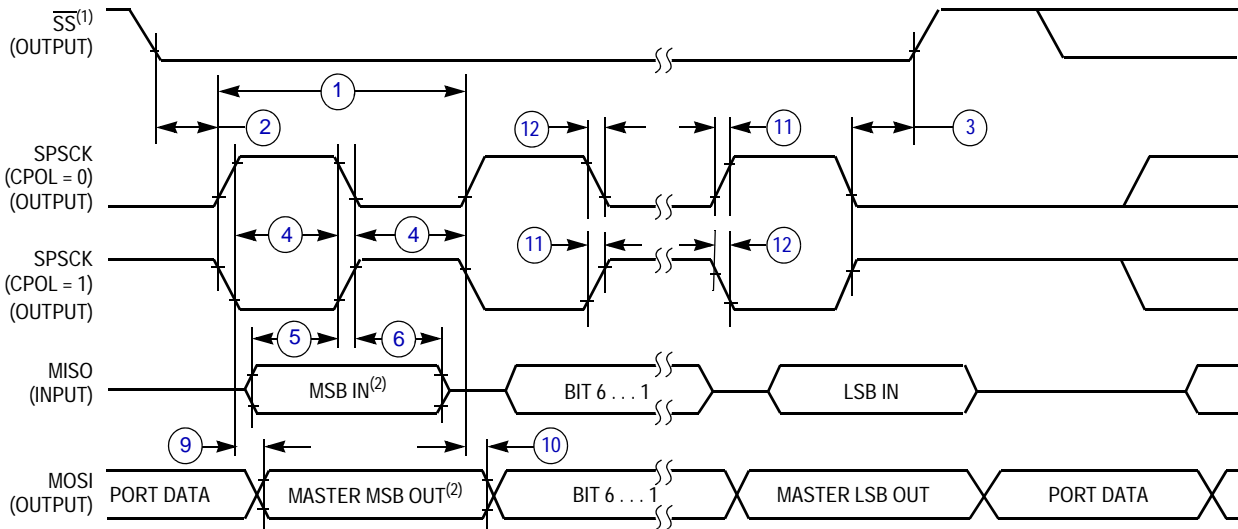 SS(1)
(OUTPUT)
1
2
12
11
3
SPSCK
(CPOL = 0)
(OUTPUT)
4
4
11
12
SPSCK
(CPOL = 1)
(OUTPUT)
5
6
MISO
(INPUT)
MSB IN(2)
BIT 6 . . . 1
LSB IN
9
10
MOSI
(OUTPUT)
PORT DATA
MASTER MSB OUT(2)
BIT 6 . . . 1
MASTER LSB OUT
PORT DATA